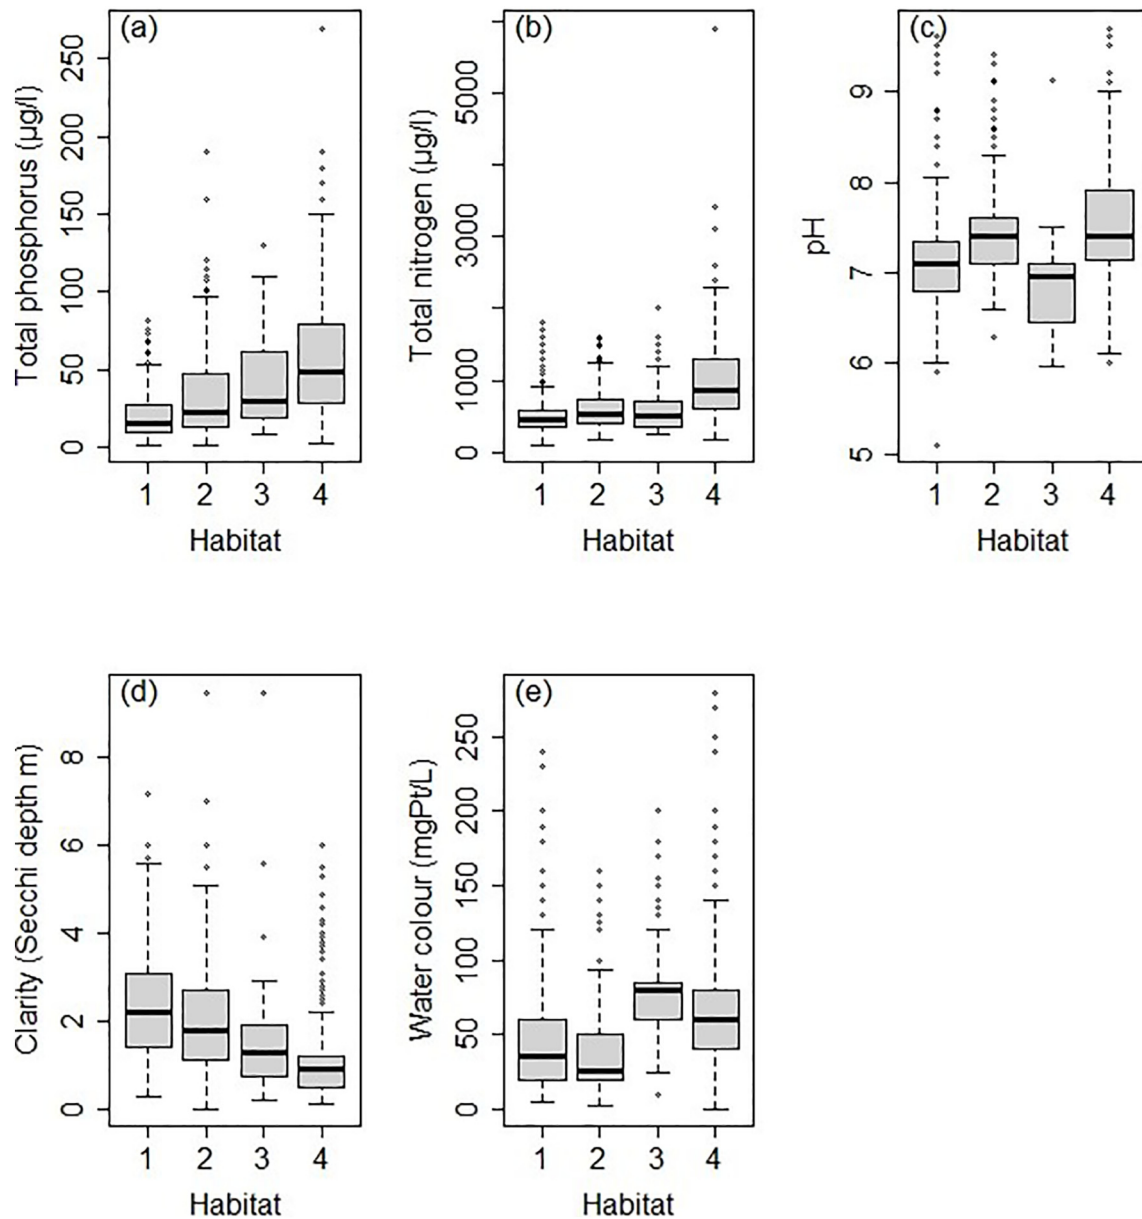 (a)
Total phosphorus (µg/l)
250
200
150
100
50
0
1 2 3 4
Habitat
(b)
Total nitrogen (µg/l)
5000
3000
1000
0
1 2 3 4
Habitat
(c)
pH
9
8
7
6
5
1 2 3 4
Habitat
(d)
Clarity (Secchi depth m)
8
6
4
2
0
1 2 3 4
Habitat
(e)
Water colour (mgPt/L)
250
200
150
100
50
0
1 2 3 4
Habitat